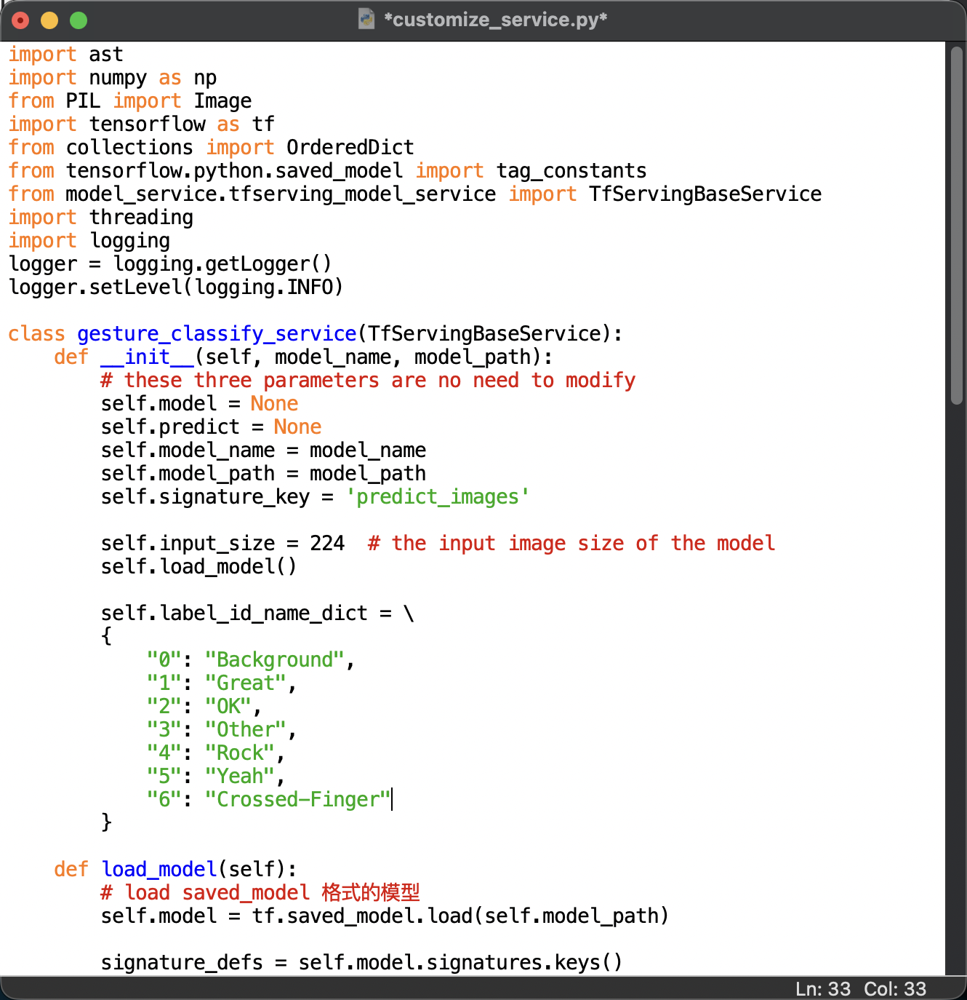 *customize_service.py*
import ast
import numpy as np
from PIL import Image
import tensorflow as tf
from collections import OrderedDict
from tensorflow.python.saved_model import tag_constants
from model_service.tfserving_model_service import TfServingBaseService
import threading
import logging
logger = logging.getLogger()
logger.setLevel(logging.INFO)

class gesture_classify_service(TfServingBaseService):
    def __init__(self, model_name, model_path):
        # these three parameters are no need to modify
        self.model = None
        self.predict = None
        self.model_name = model_name
        self.model_path = model_path
        self.signature_key = 'predict_images'

        self.input_size = 224  # the input image size of the model
        self.load_model()

        self.label_id_name_dict = \
        {
            "0": "Background",
            "1": "Great",
            "2": "OK",
            "3": "Other",
            "4": "Rock",
            "5": "Yeah",
            "6": "Crossed-Finger"
        }

    def load_model(self):
        # load saved_model 格式的模型
        self.model = tf.saved_model.load(self.model_path)

        signature_defs = self.model.signatures.keys()
Ln: 33 Col: 33